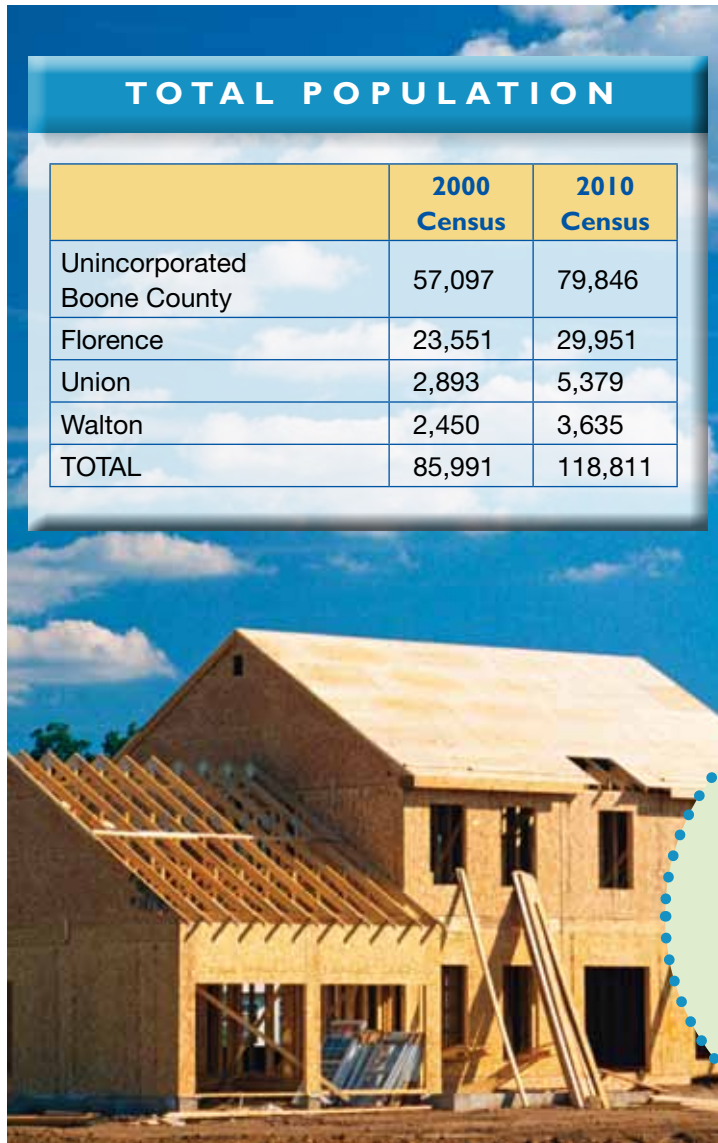 TOTAL POPULATION
2000 Census 2010 Census
Unincorporated Boone County 57,097 79,846
Florence 23,551 29,951
Union 2,893 5,379
Walton 2,450 3,635
TOTAL 85,991 118,811